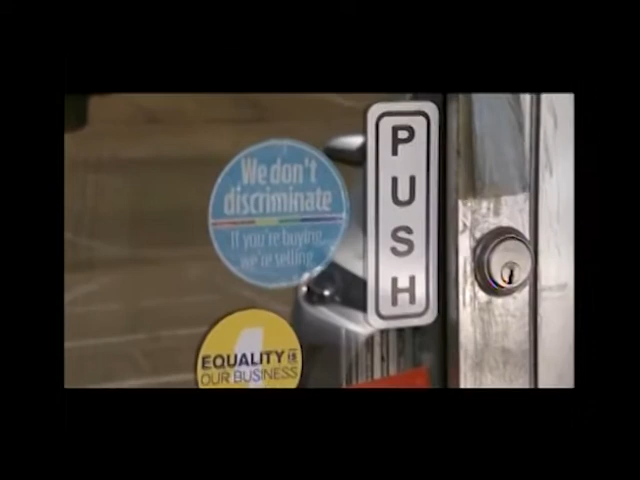 We don't
discriminate
If you're buying,
we're selling.
PUSH
EQUALITY IS
OUR BUSINESS